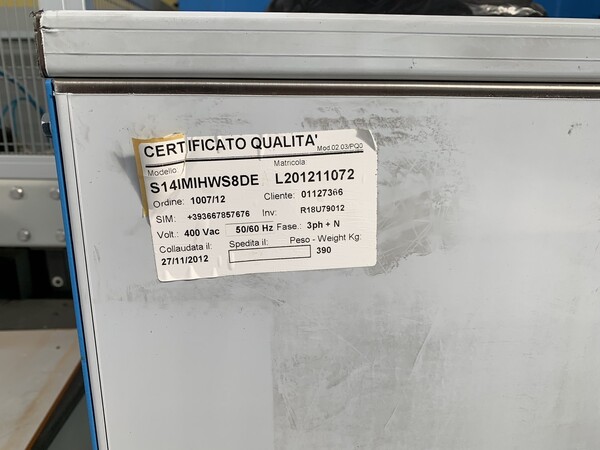 CERTIFICATO QUALITA' Mod.02.03/PQ0
Modello Matricola
S14IMIHWS8DE L201211072
Ordine: 1007/12 Cliente: 01127366
SIM: +393667857676 Inv: R18U79012
Volt.: 400 Vac 50/60 Hz Fase.: 3ph + N
Collaudata il: Spedita il: Peso - Weight Kg:
27/11/2012 390